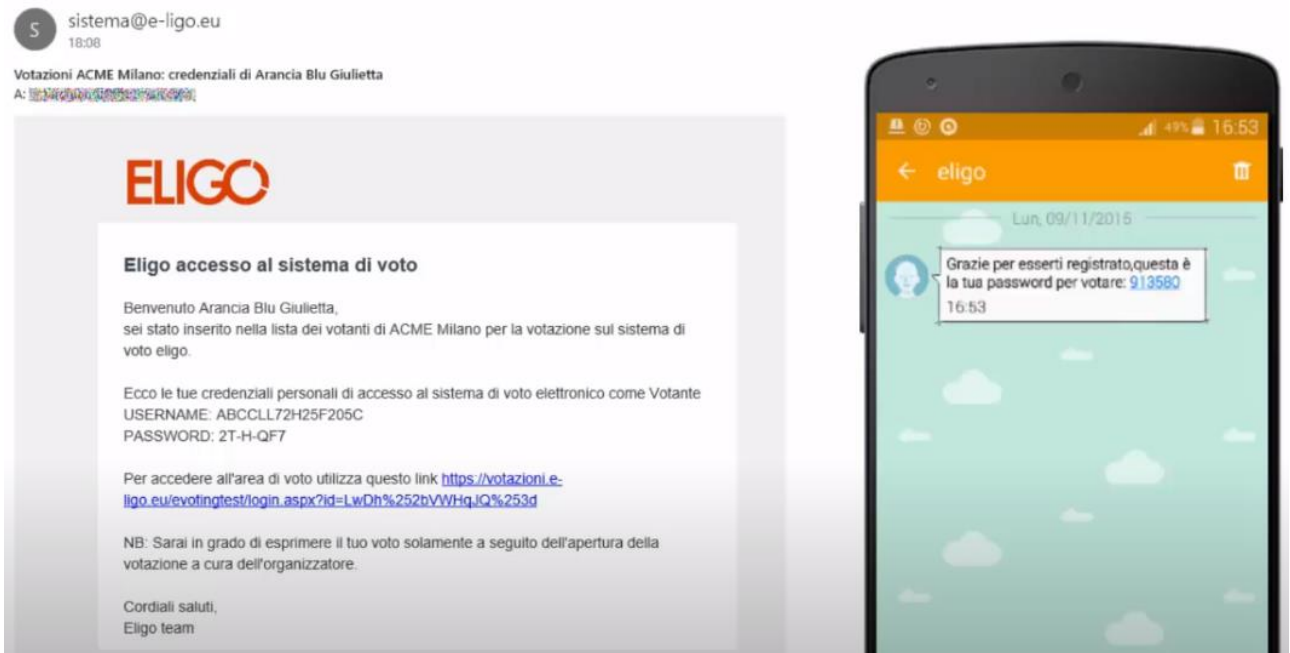 S
sistema@e-ligo.eu
18:08
Votazioni ACME Milano: credenziali di Arancia Blu Giulietta
A:
ELIGO
Eligo accesso al sistema di voto
Benvenuto Arancia Blu Giulietta,
sei stato inserito nella lista dei votanti di ACME Milano per la votazione sul sistema di
voto eligo.
Ecco le tue credenziali personali di accesso al sistema di voto elettronico come Votante
USERNAME: ABCCLL72H25F205C
PASSWORD: 2T-H-QF7
Per accedere all'area di voto utilizza questo link https://votazioni.e-
ligo.eu/evotingtest/login.aspx?id=LwDh%252bVWHqJQ%253d
NB: Sarai in grado di esprimere il tuo voto solamente a seguito dell'apertura della
votazione a cura dell'organizzatore.
Cordiali saluti,
Eligo team
49% 16:53
eligo
Lun, 09/11/2015
Grazie per esserti registrato,questa è
la tua password per votare: 913580
16:53